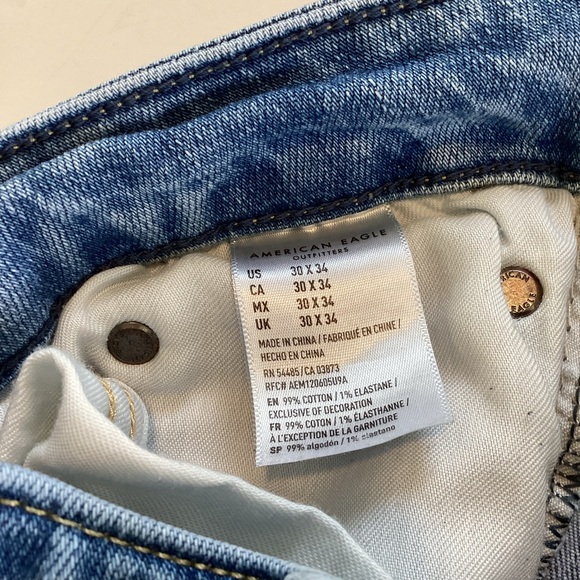 AMERICAN EAGLE
OUTFITTERS
US 30 X 34
CA 30 X 34
MX 30 X 34
UK 30 X 34
MADE IN CHINA / FABRIQUÉ EN CHINE /
HECHO EN CHINA
RN 54485/CA 03873
RFC# AEM120605U9A
EN 99% COTTON / 1% ELASTANE /
EXCLUSIVE OF DECORATION
FR 99% COTON / 1% ÉLASTHANNE /
À L'EXCEPTION DE LA GARNITURE
SP 99% algodón / 1% elastano
RICAN
EAGLE